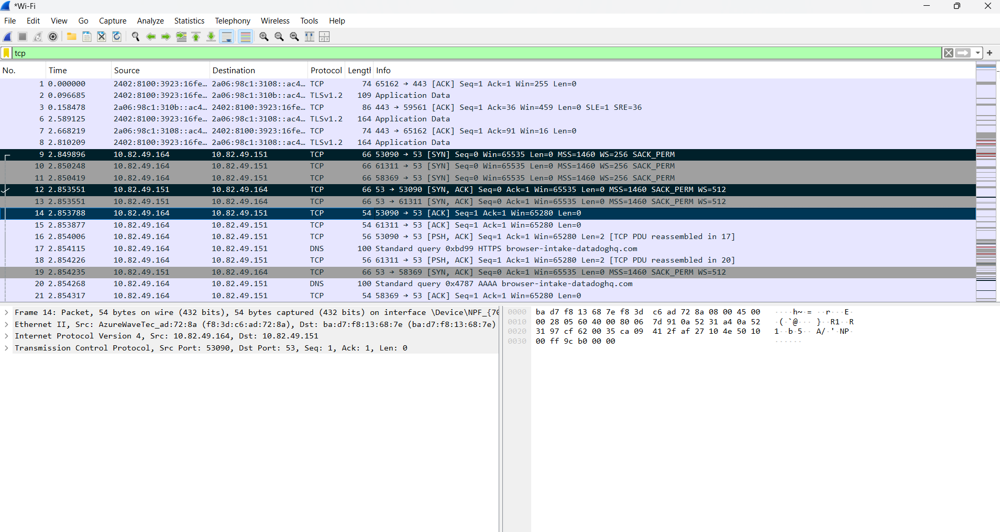 *Wi-Fi
File Edit View Go Capture Analyze Statistics Telephony Wireless Tools Help
tcp
No. Time Source Destination Protocol Length Info
1 0.000000 2402:8100:3923:16fe… 2a06:98c1:3108::ac4… TCP 74 65162 → 443 [ACK] Seq=1 Ack=1 Win=255 Len=0
2 0.096685 2402:8100:3923:16fe… 2a06:98c1:310b::ac4… TLSv1.2 109 Application Data
3 0.158478 2a06:98c1:310b::ac4… 2402:8100:3923:16fe… TCP 86 443 → 59561 [ACK] Seq=1 Ack=36 Win=459 Len=0 SLE=1 SRE=36
6 2.589125 2402:8100:3923:16fe… 2a06:98c1:3108::ac4… TLSv1.2 164 Application Data
7 2.668219 2a06:98c1:3108::ac4… 2402:8100:3923:16fe… TCP 74 443 → 65162 [ACK] Seq=1 Ack=91 Win=16 Len=0
8 2.810209 2402:8100:3923:16fe… 2a06:98c1:3108::ac4… TLSv1.2 164 Application Data
9 2.849896 10.82.49.164 10.82.49.151 TCP 66 53090 → 53 [SYN] Seq=0 Win=65535 Len=0 MSS=1460 WS=256 SACK_PERM
10 2.850248 10.82.49.164 10.82.49.151 TCP 66 61311 → 53 [SYN] Seq=0 Win=65535 Len=0 MSS=1460 WS=256 SACK_PERM
11 2.850419 10.82.49.164 10.82.49.151 TCP 66 58369 → 53 [SYN] Seq=0 Win=65535 Len=0 MSS=1460 WS=256 SACK_PERM
12 2.853551 10.82.49.151 10.82.49.164 TCP 66 53 → 53090 [SYN, ACK] Seq=0 Ack=1 Win=65535 Len=0 MSS=1460 SACK_PERM WS=512
13 2.853551 10.82.49.151 10.82.49.164 TCP 66 53 → 61311 [SYN, ACK] Seq=0 Ack=1 Win=65535 Len=0 MSS=1460 SACK_PERM WS=512
14 2.853788 10.82.49.164 10.82.49.151 TCP 54 53090 → 53 [ACK] Seq=1 Ack=1 Win=65280 Len=0
15 2.853877 10.82.49.164 10.82.49.151 TCP 54 61311 → 53 [ACK] Seq=1 Ack=1 Win=65280 Len=0
16 2.854006 10.82.49.164 10.82.49.151 TCP 56 53090 → 53 [PSH, ACK] Seq=1 Ack=1 Win=65280 Len=2 [TCP PDU reassembled in 17]
17 2.854115 10.82.49.164 10.82.49.151 DNS 100 Standard query 0xbd99 HTTPS browser-intake-datadoghq.com
18 2.854226 10.82.49.164 10.82.49.151 TCP 56 61311 → 53 [PSH, ACK] Seq=1 Ack=1 Win=65280 Len=2 [TCP PDU reassembled in 20]
19 2.854235 10.82.49.151 10.82.49.164 TCP 66 53 → 58369 [SYN, ACK] Seq=0 Ack=1 Win=65535 Len=0 MSS=1460 SACK_PERM WS=512
20 2.854268 10.82.49.164 10.82.49.151 DNS 100 Standard query 0x4787 AAAA browser-intake-datadoghq.com
21 2.854317 10.82.49.164 10.82.49.151 TCP 54 58369 → 53 [ACK] Seq=1 Ack=1 Win=65280 Len=0
Frame 14: Packet, 54 bytes on wire (432 bits), 54 bytes captured (432 bits) on interface \Device\NPF_{70
Ethernet II, Src: AzureWaveTec_ad:72:8a (f8:3d:c6:ad:72:8a), Dst: ba:d7:f8:13:68:7e (ba:d7:f8:13:68:7e)
Internet Protocol Version 4, Src: 10.82.49.164, Dst: 10.82.49.151
Transmission Control Protocol, Src Port: 53090, Dst Port: 53, Seq: 1, Ack: 1, Len: 0
0000 ba d7 f8 13 68 7e f8 3d c6 ad 72 8a 08 00 45 00 ····h~·= ··r···E·
0010 00 28 05 60 40 00 80 06 7d 91 0a 52 31 a4 0a 52 ·(·`@··· }··R1··R
0020 31 97 cf 62 00 35 ca 09 41 2f af 27 10 4e 50 10 1··b·5·· A/·'·NP·
0030 00 ff 9c b0 00 00 ······